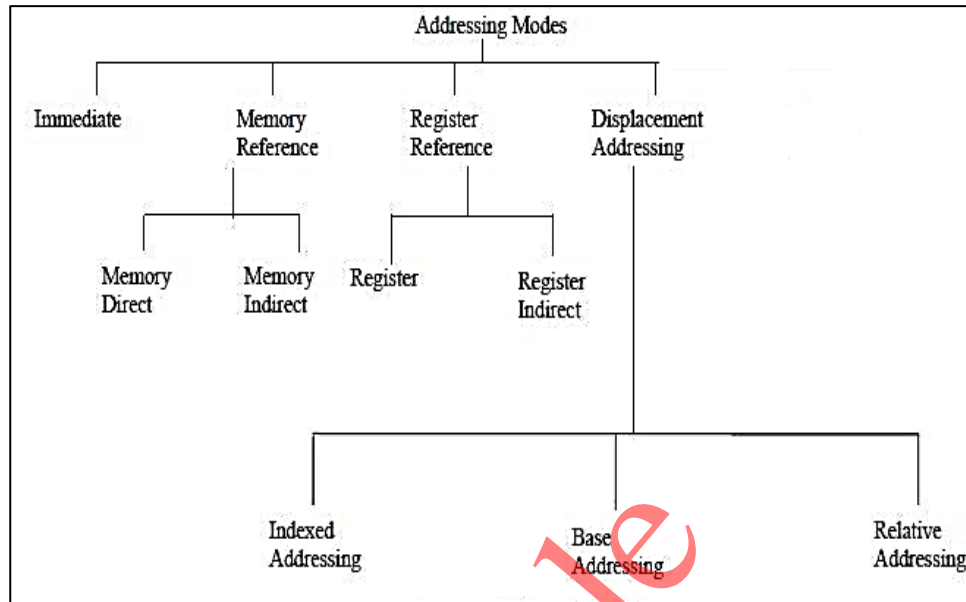 Addressing Modes
Immediate
Memory
Reference
Register
Reference
Displacement
Addressing
Memory
Direct
Memory
Indirect
Register
Register
Indirect
Indexed
Addressing
Base
Addressing
Relative
Addressing
le